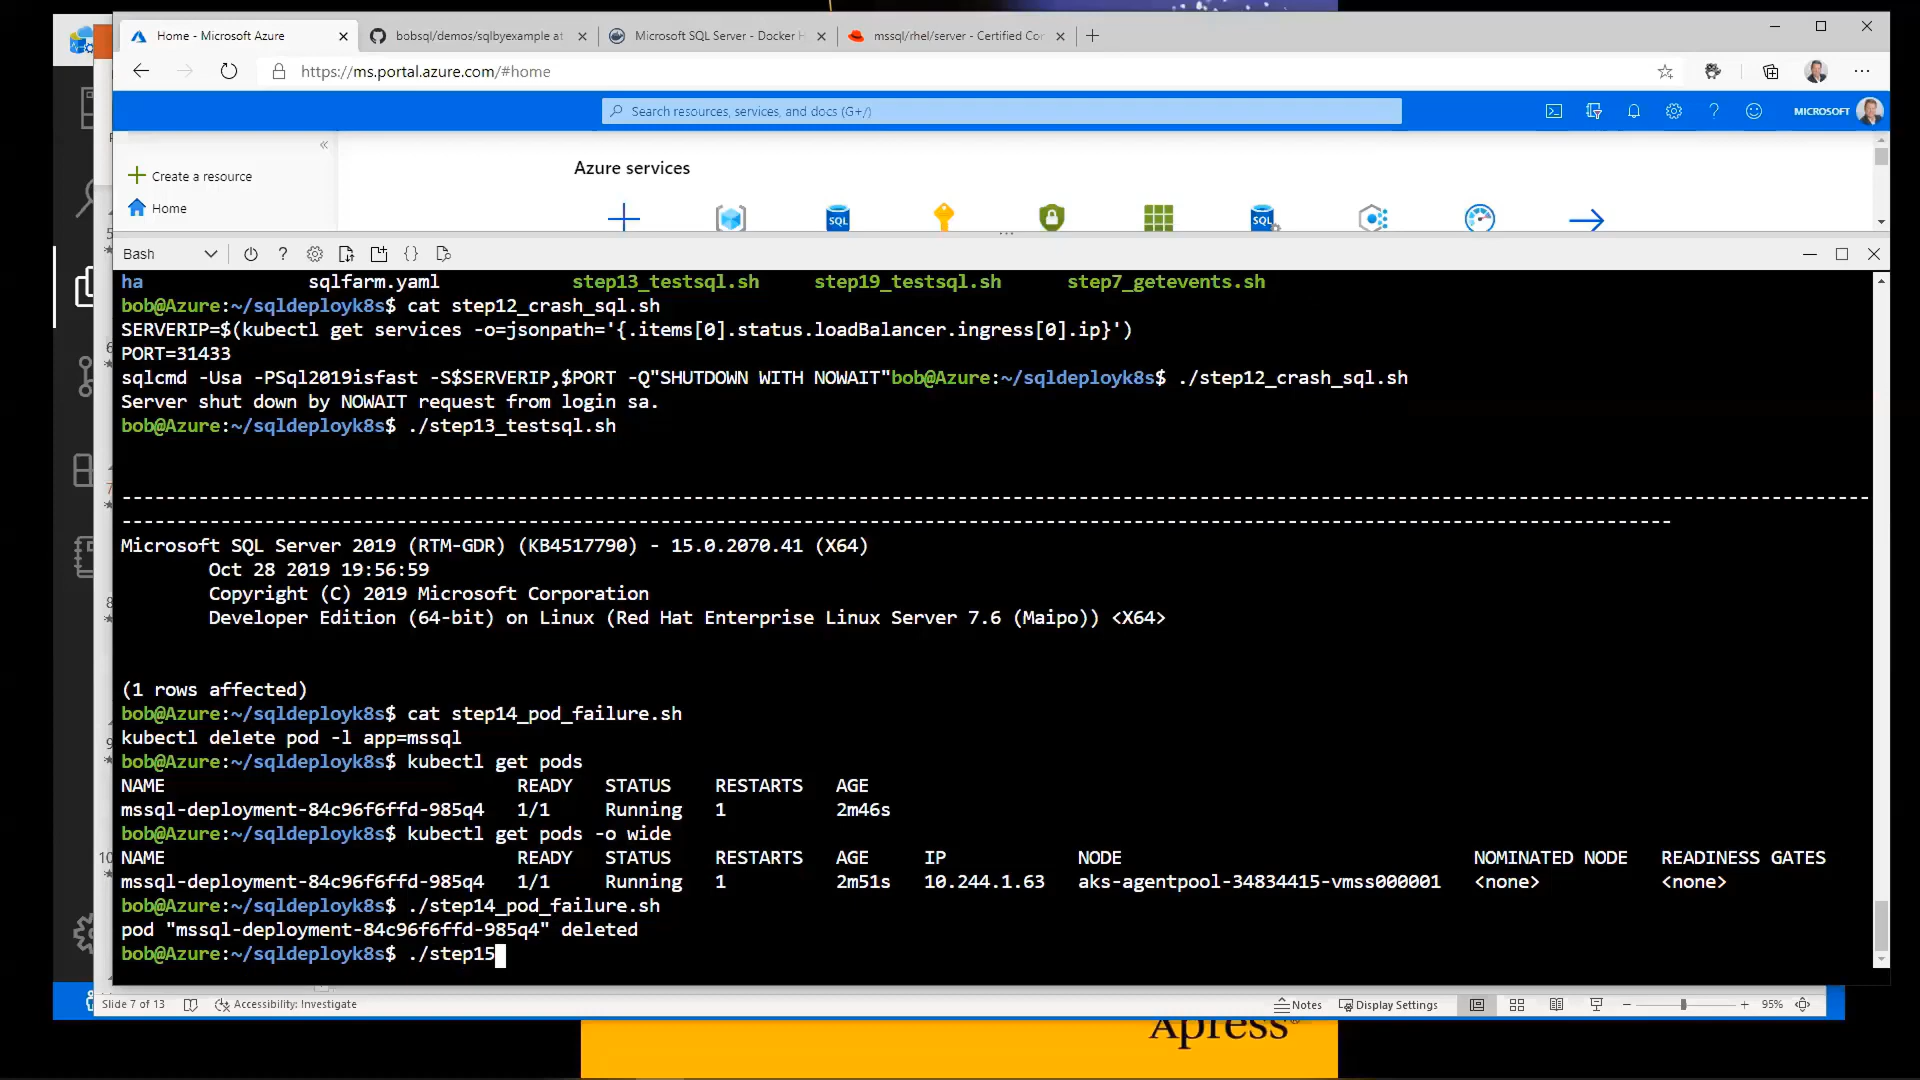 Home - Microsoft Azure
bobsql/demos/sqlbyexample at
Microsoft SQL Server - Docker H
mssql/rhel/server - Certified Co
https://ms.portal.azure.com/#home
Search resources, services, and docs (G+/)
MICROSOFT
Create a resource
Home
Azure services
SQL
SQL
Bash
ha sqlfarm.yaml step13_testsql.sh step19_testsql.sh step7_getevents.sh
bob@Azure:~/sqldeployk8s$ cat step12_crash_sql.sh
SERVERIP=$(kubectl get services -o=jsonpath='{.items[0].status.loadBalancer.ingress[0].ip}')
PORT=31433
sqlcmd -Usa -PSql2019isfast -S$SERVERIP,$PORT -Q"SHUTDOWN WITH NOWAIT"bob@Azure:~/sqldeployk8s$ ./step12_crash_sql.sh
Server shut down by NOWAIT request from login sa.
bob@Azure:~/sqldeployk8s$ ./step13_testsql.sh
Microsoft SQL Server 2019 (RTM-GDR) (KB4517790) - 15.0.2070.41 (X64)
Oct 28 2019 19:56:59
Copyright (C) 2019 Microsoft Corporation
Developer Edition (64-bit) on Linux (Red Hat Enterprise Linux Server 7.6 (Maipo)) <X64>
(1 rows affected)
bob@Azure:~/sqldeployk8s$ cat step14_pod_failure.sh
kubectl delete pod -l app=mssql
bob@Azure:~/sqldeployk8s$ kubectl get pods
NAME READY STATUS RESTARTS AGE
mssql-deployment-84c96f6ffd-985q4 1/1 Running 1 2m46s
bob@Azure:~/sqldeployk8s$ kubectl get pods -o wide
NAME READY STATUS RESTARTS AGE IP NODE NOMINATED NODE READINESS GATES
mssql-deployment-84c96f6ffd-985q4 1/1 Running 1 2m51s 10.244.1.63 aks-agentpool-34834415-vmss000001 <none> <none>
bob@Azure:~/sqldeployk8s$ ./step14_pod_failure.sh
pod "mssql-deployment-84c96f6ffd-985q4" deleted
bob@Azure:~/sqldeployk8s$ ./step15
Slide 7 of 13 Accessibility: Investigate Notes Display Settings 95%
Apress